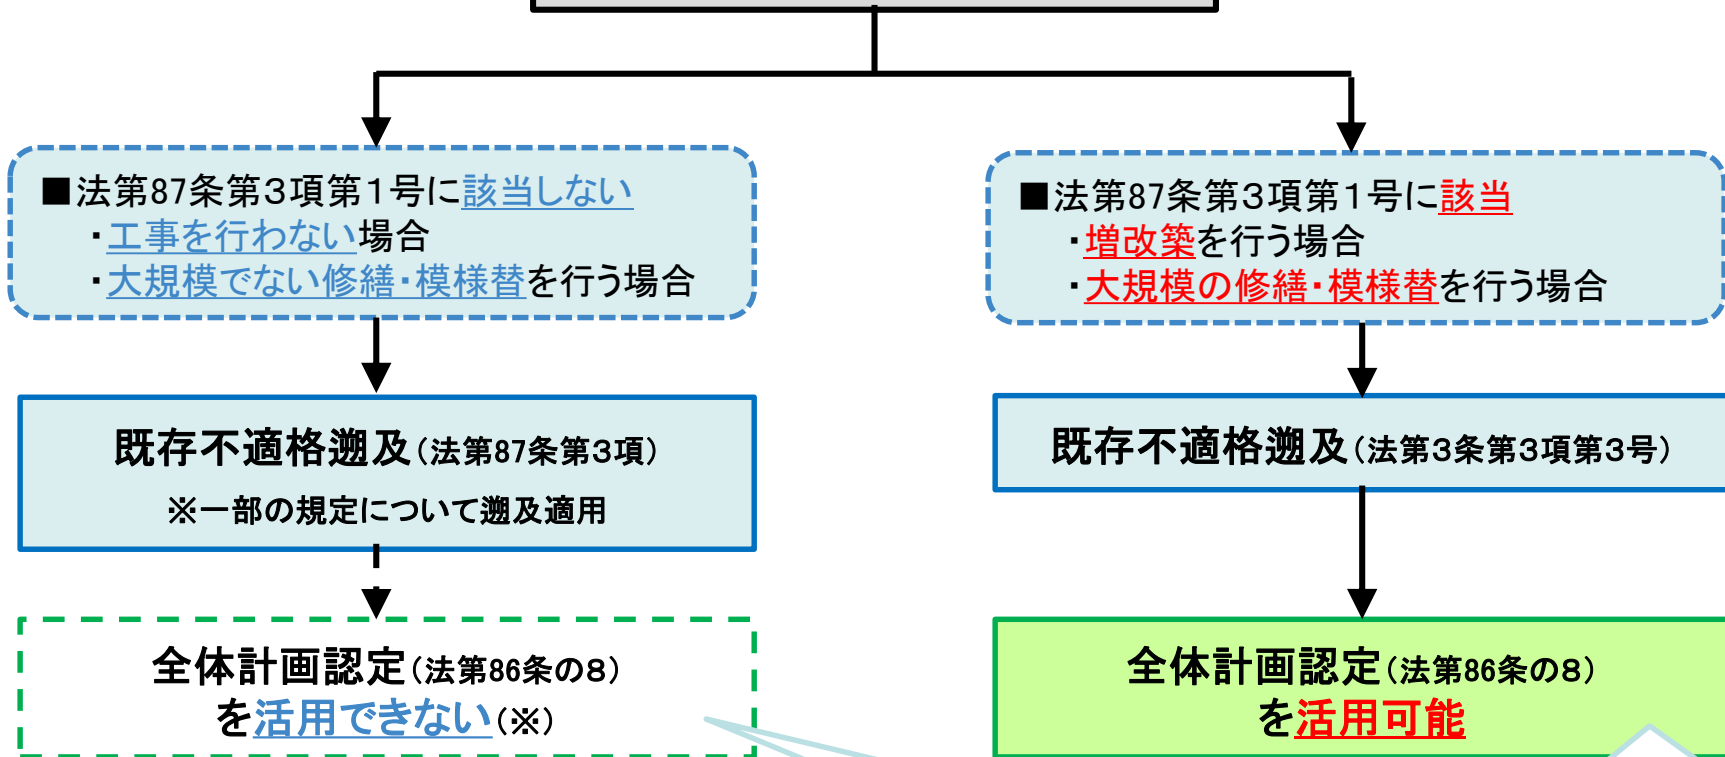 ■法第87条第3項第1号に該当しない
・工事を行わない場合
・大規模でない修繕・模様替を行う場合
既存不適格遡及(法第87条第3項)
※一部の規定について遡及適用
全体計画認定(法第86条の8)
を活用できない(※)
■法第87条第3項第1号に該当
・増改築を行う場合
・大規模の修繕・模様替を行う場合
既存不適格遡及(法第3条第3項第3号)
全体計画認定(法第86条の8)
を活用可能